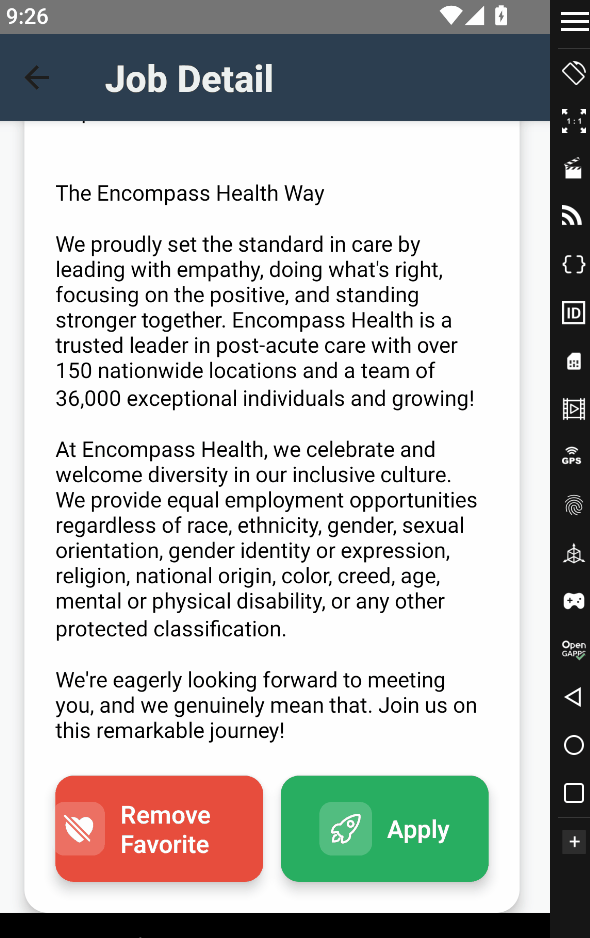 9:26
Job Detail
The Encompass Health Way
We proudly set the standard in care by
leading with empathy, doing what's right,
focusing on the positive, and standing
stronger together. Encompass Health is a
trusted leader in post-acute care with over
150 nationwide locations and a team of
36,000 exceptional individuals and growing!
At Encompass Health, we celebrate and
welcome diversity in our inclusive culture.
We provide equal employment opportunities
regardless of race, ethnicity, gender, sexual
orientation, gender identity or expression,
religion, national origin, color, creed, age,
mental or physical disability, or any other
protected classification.
We're eagerly looking forward to meeting
you, and we genuinely mean that. Join us on
this remarkable journey!
Remove
Favorite
Apply
1:1
ID
GPS
Open
GAPPS